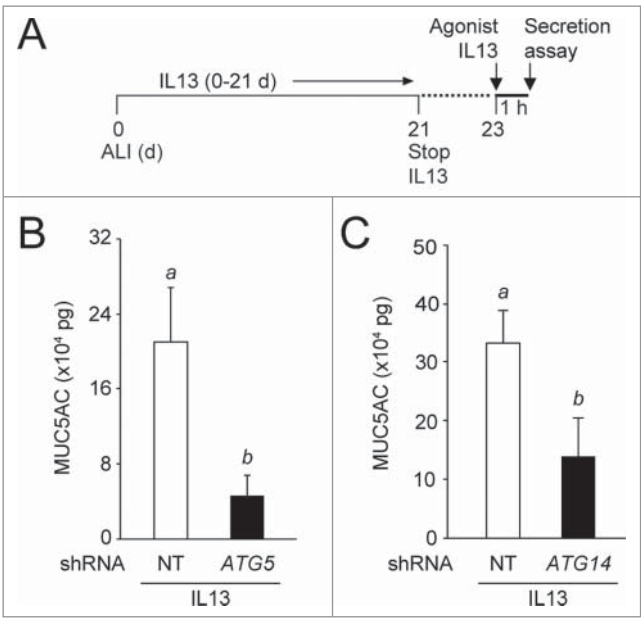 A
Agonist Secretion
IL13 assay
IL13 (0-21 d)
1 h
0 21 23
ALI (d) Stop
IL13
B
32
24
16
8
0
MUC5AC (x10⁴ pg)
a
b
shRNA NT ATG5
IL13
C
50
40
30
20
10
0
MUC5AC (x10⁴ pg)
a
b
shRNA NT ATG14
IL13